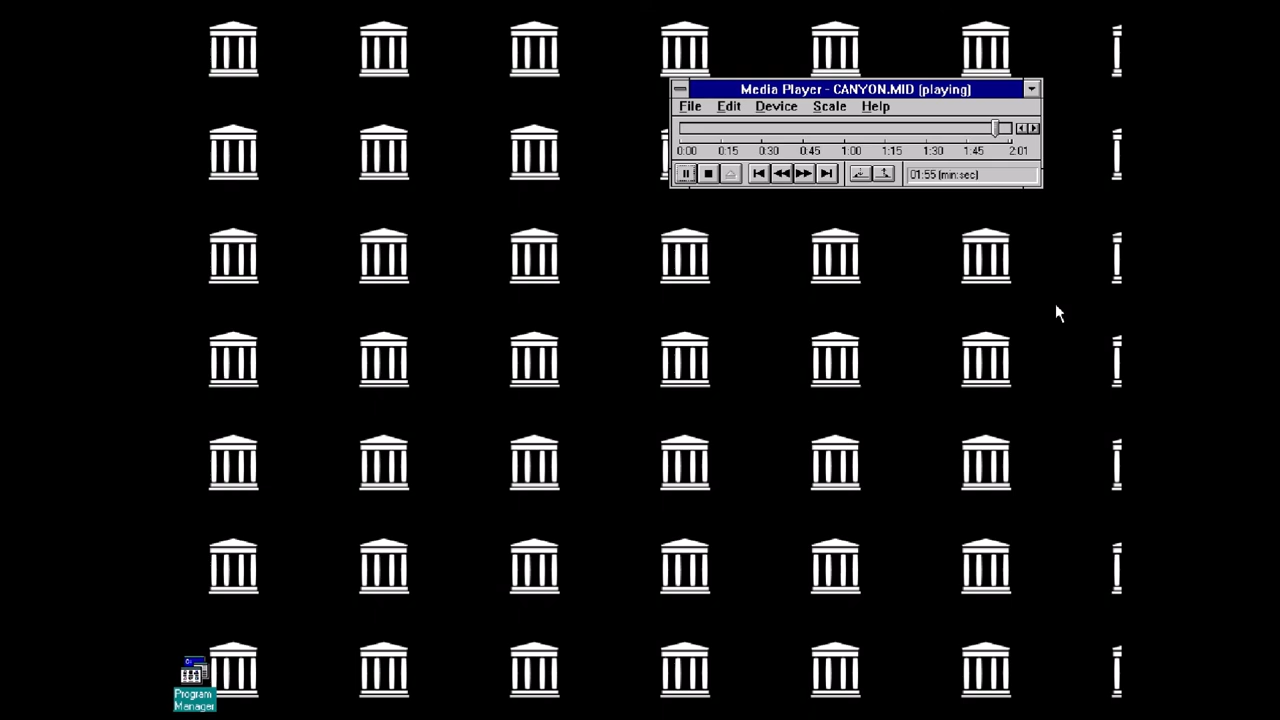 Media Player - CANYON.MID (playing)
File Edit Device Scale Help
0:00 0:15 0:30 0:45 1:00 1:15 1:30 1:45 2:01
01:55 (min:sec)
Program
Manager